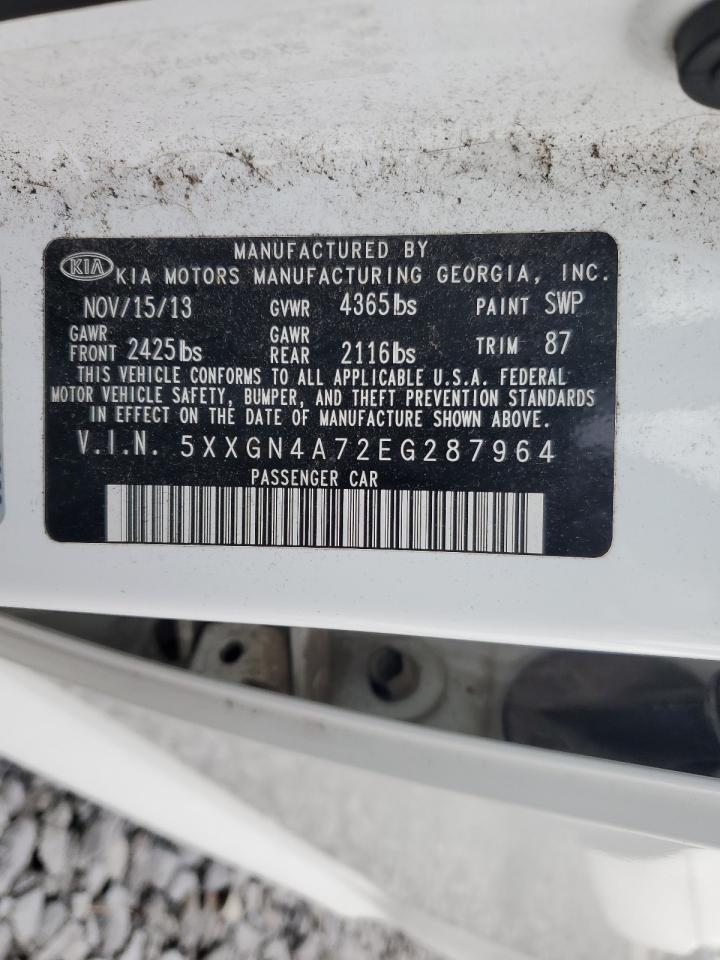 MANUFACTURED BY
KIA KIA MOTORS MANUFACTURING GEORGIA, INC.
NOV/15/13 GVWR 4365lbs PAINT SWP
GAWR FRONT 2425lbs GAWR REAR 2116lbs TRIM 87
THIS VEHICLE CONFORMS TO ALL APPLICABLE U.S.A. FEDERAL
MOTOR VEHICLE SAFETY, BUMPER, AND THEFT PREVENTION STANDARDS
IN EFFECT ON THE DATE OF MANUFACTURE SHOWN ABOVE.
V.I.N. 5XXGN4A72EG287964
PASSENGER CAR